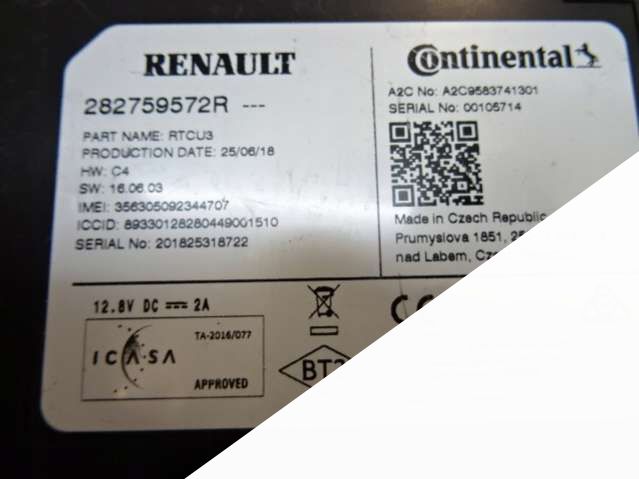 RENAULT
282759572R ---
PART NAME: RTCU3
PRODUCTION DATE: 25/06/18
HW: C4
SW: 16.06.03
IMEI: 356305092344707
ICCID: 89330128280449001510
SERIAL No: 201825318722
Continental
A2C No: A2C9583741301
SERIAL No: 00105714
Made in Czech Republic
Prumyslova 1851, 25
nad Labem, Cze
12.8V DC 2A
ICASA
TA-2016/077
APPROVED